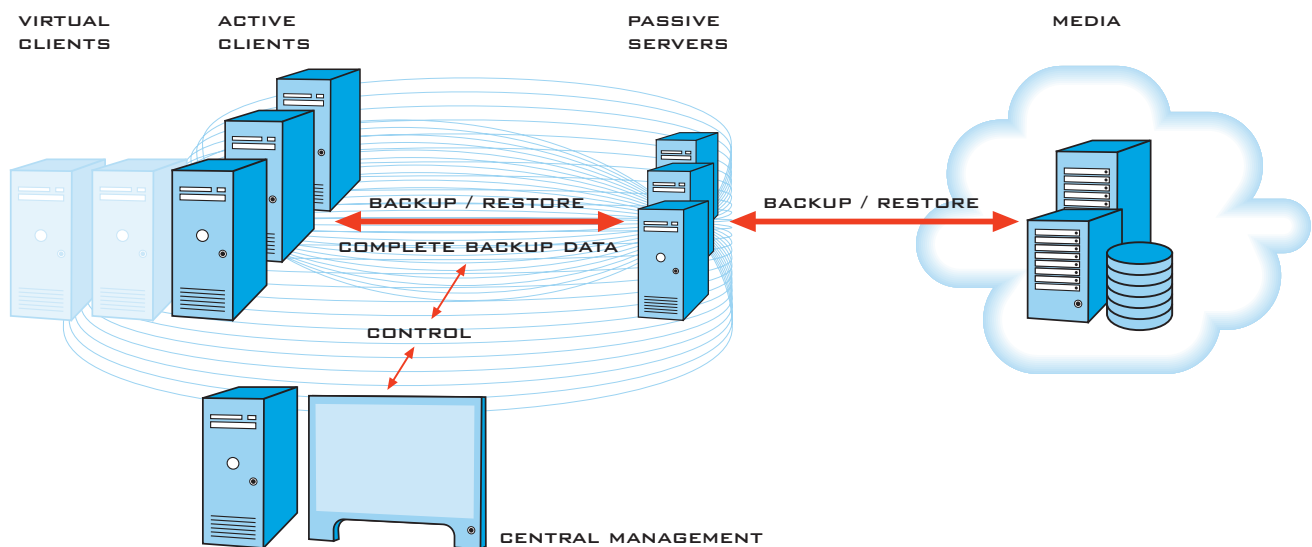 VIRTUAL
CLIENTS
ACTIVE
CLIENTS
PASSIVE
SERVERS
MEDIA
BACKUP / RESTORE
BACKUP / RESTORE
COMPLETE BACKUP DATA
CONTROL
CENTRAL MANAGEMENT